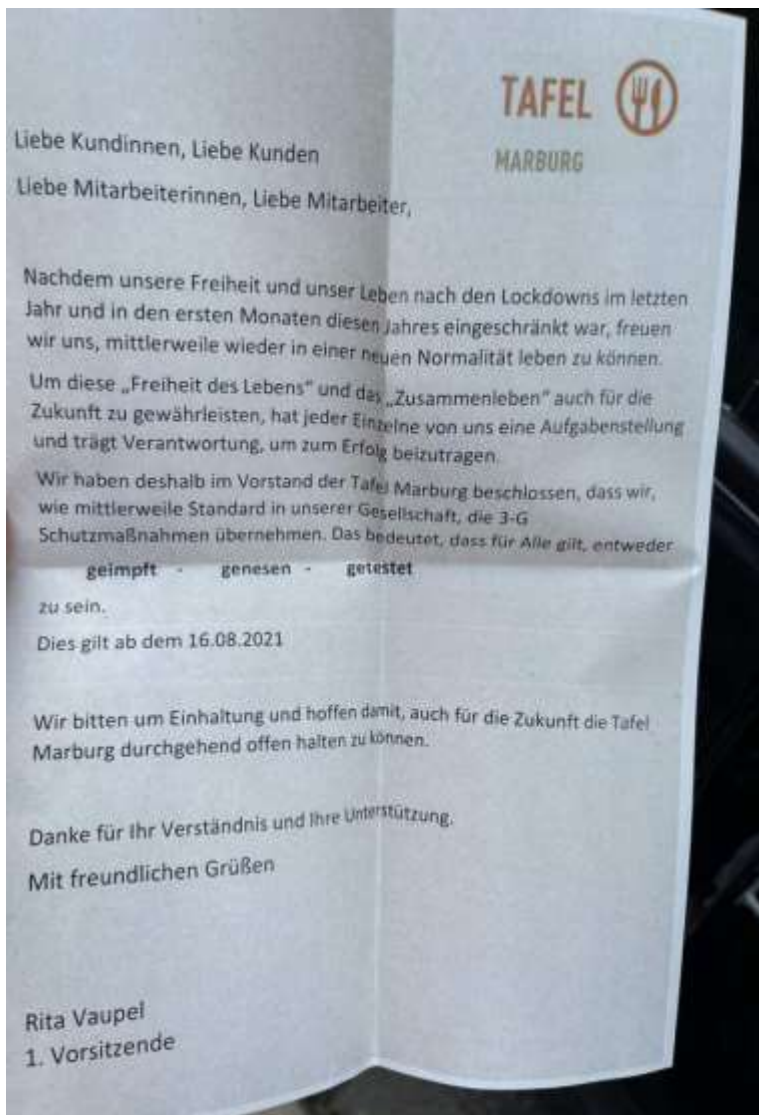 TAFEL
MARBURG
Liebe Kundinnen, Liebe Kunden
Liebe Mitarbeiterinnen, Liebe Mitarbeiter,
Nachdem unsere Freiheit und unser Leben nach den Lockdowns im letzten
Jahr und in den ersten Monaten diesen Jahres eingeschränkt war, freuen
wir uns, mittlerweile wieder in einer neuen Normalität leben zu können.
Um diese „Freiheit des Lebens“ und das „Zusammenleben“ auch für die
Zukunft zu gewährleisten, hat jeder Einzelne von uns eine Aufgabenstellung
und trägt Verantwortung, um zum Erfolg beizutragen.
Wir haben deshalb im Vorstand der Tafel Marburg beschlossen, dass wir,
wie mittlerweile Standard in unserer Gesellschaft, die 3-G
Schutzmaßnahmen übernehmen. Das bedeutet, dass für Alle gilt, entweder
geimpft - genesen - getestet
zu sein.
Dies gilt ab dem 16.08.2021
Wir bitten um Einhaltung und hoffen damit, auch für die Zukunft die Tafel
Marburg durchgehend offen halten zu können.
Danke für Ihr Verständnis und Ihre Unterstützung.
Mit freundlichen Grüßen
Rita Vaupel
1. Vorsitzende